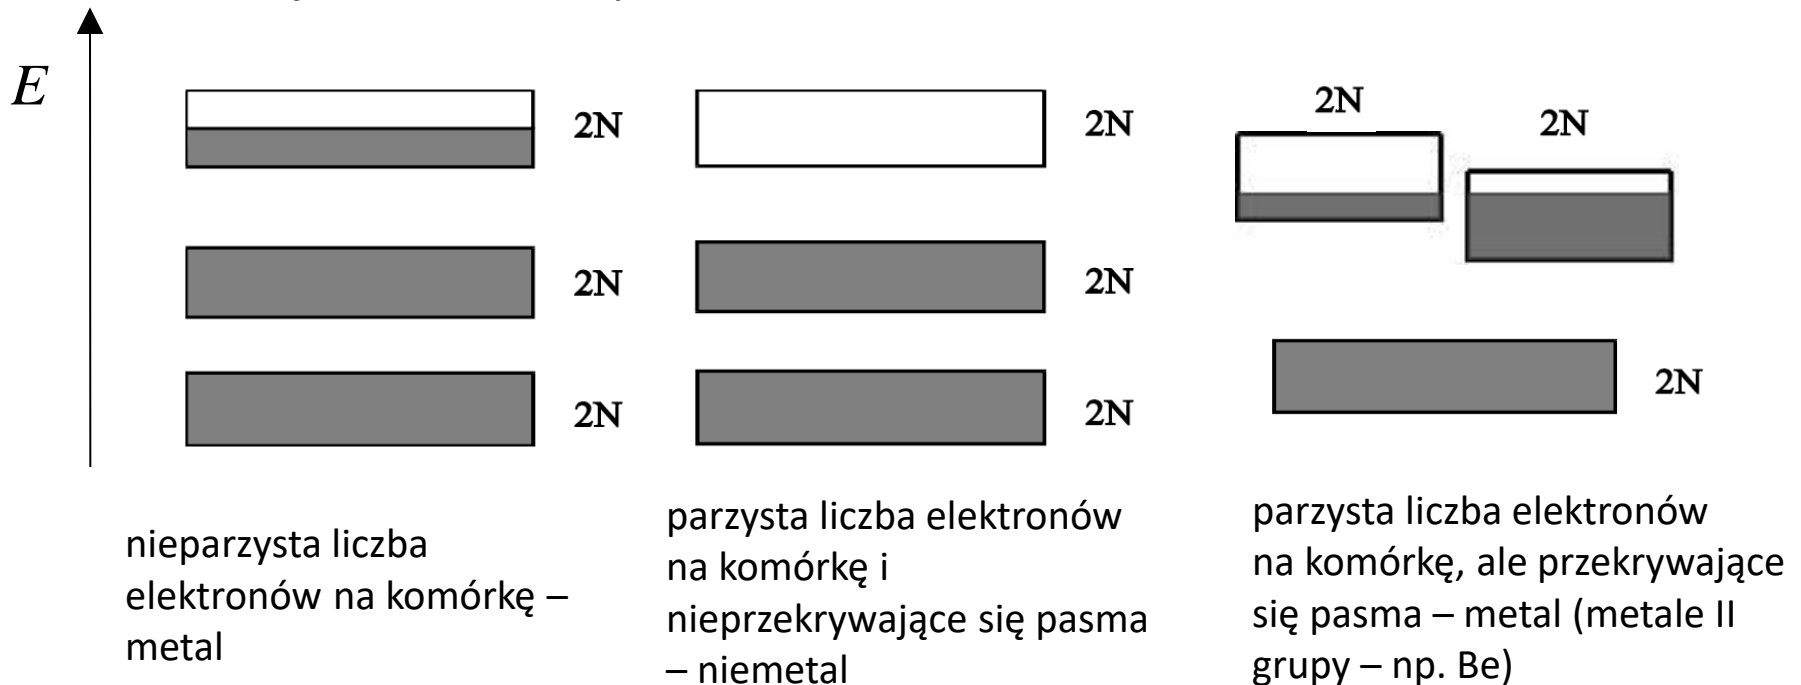 E
2N
2N
2N
nieparzysta liczba
elektronów na komórkę –
metal
2N
2N
2N
parzysta liczba elektronów
na komórkę i
nieprzekrywające się pasma
– niemetal
2N
2N
2N
parzysta liczba elektronów
na komórkę, ale przekrywające
się pasma – metal (metale II
grupy – np. Be)